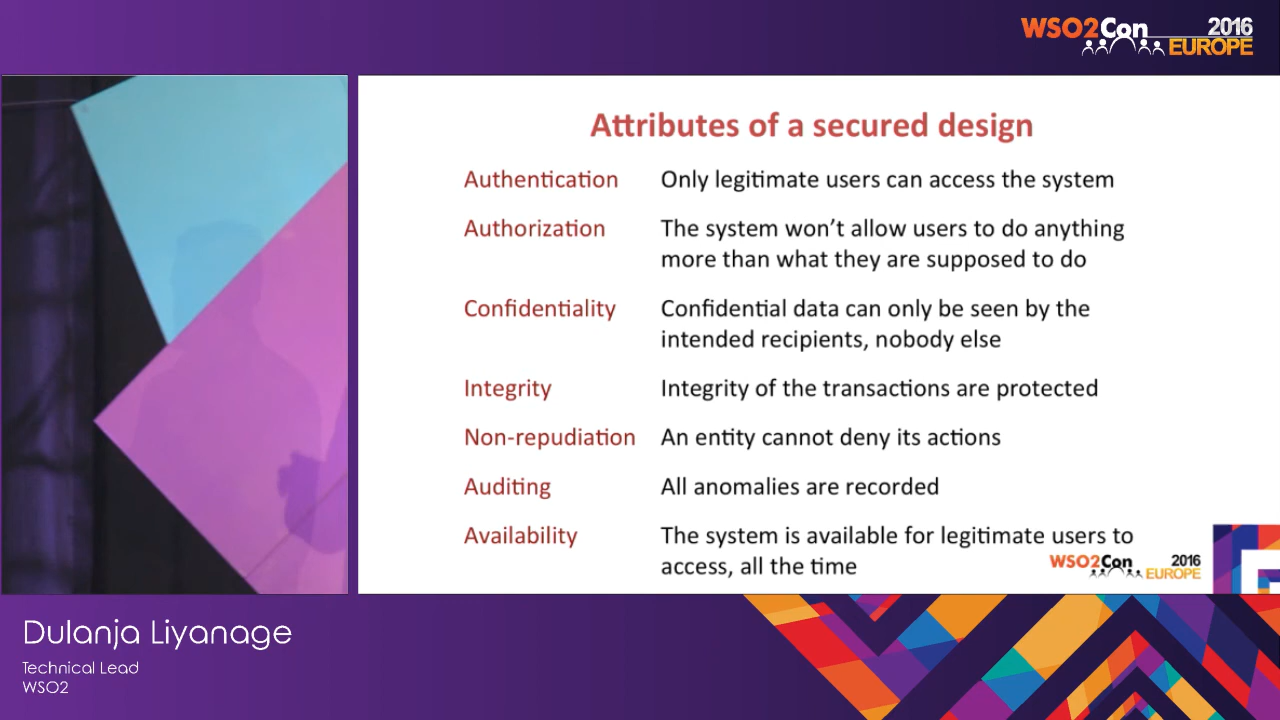 WSO2Con 2016
EUROPE
Attributes of a secured design
Authentication Only legitimate users can access the system
Authorization The system won’t allow users to do anything
more than what they are supposed to do
Confidentiality Confidential data can only be seen by the
intended recipients, nobody else
Integrity Integrity of the transactions are protected
Non-repudiation An entity cannot deny its actions
Auditing All anomalies are recorded
Availability The system is available for legitimate users to
access, all the time
WSO2Con 2016
EUROPE
Dulanja Liyanage
Technical Lead
WSO2